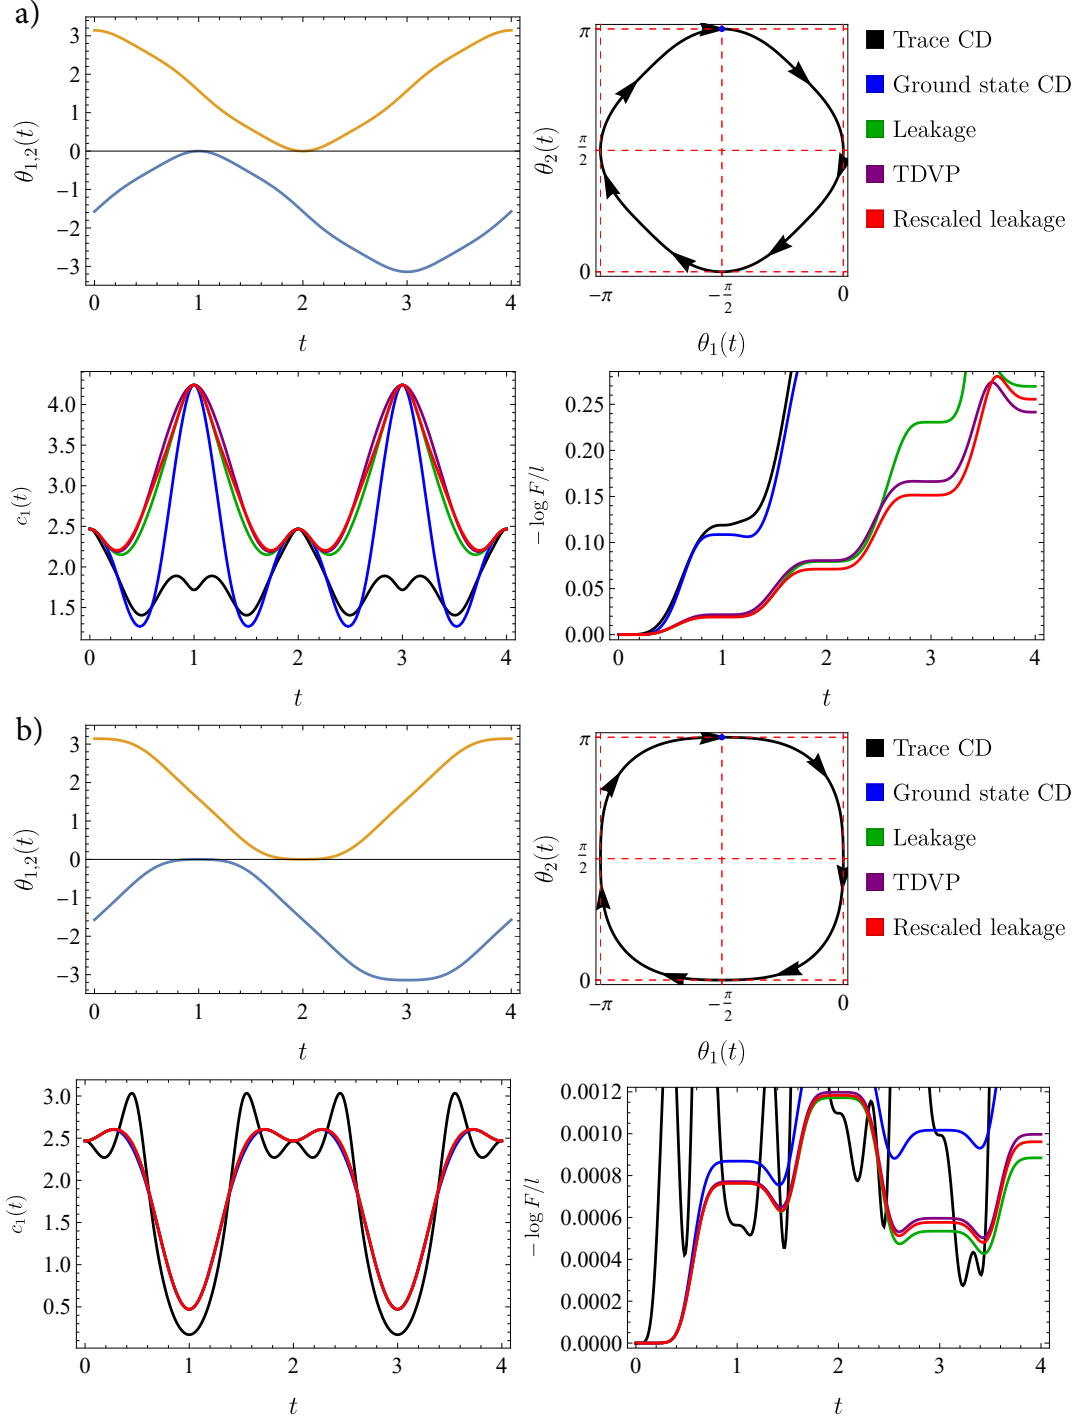 a)
3
2
1
0
−1
−2
−3
0 1 2 3 4
θ1,2(t)
t
π
π/2
0
−π −π/2 0
θ2(t)
θ1(t)
Trace CD
Ground state CD
Leakage
TDVP
Rescaled leakage
4.0
3.5
3.0
2.5
2.0
1.5
0 1 2 3 4
c1(t)
t
0.25
0.20
0.15
0.10
0.05
0.00
0 1 2 3 4
− log F/l
t
b)
3
2
1
0
−1
−2
−3
0 1 2 3 4
θ1,2(t)
t
π
π/2
0
−π −π/2 0
θ2(t)
θ1(t)
Trace CD
Ground state CD
Leakage
TDVP
Rescaled leakage
3.0
2.5
2.0
1.5
1.0
0.5
0 1 2 3 4
c1(t)
t
0.0012
0.0010
0.0008
0.0006
0.0004
0.0002
0.0000
0 1 2 3 4
− log F/l
t